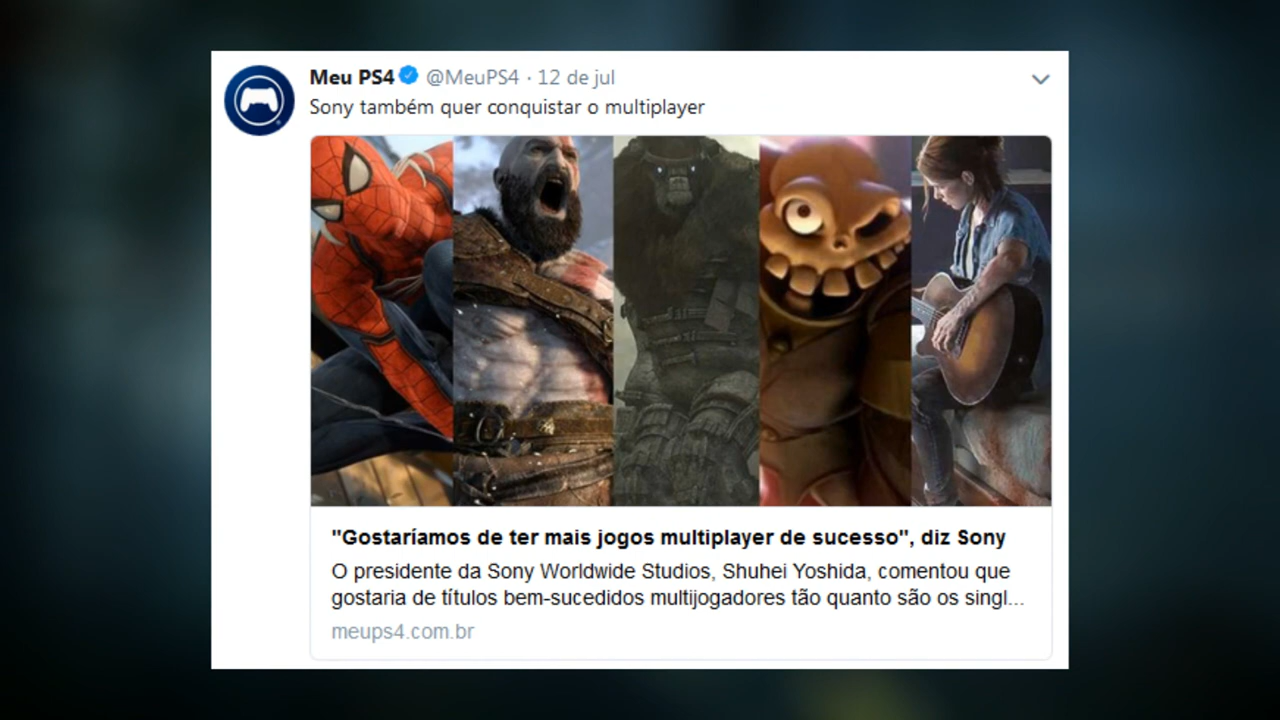 Meu PS4 @MeuPS4 · 12 de jul
Sony também quer conquistar o multiplayer
"Gostaríamos de ter mais jogos multiplayer de sucesso", diz Sony
O presidente da Sony Worldwide Studios, Shuhei Yoshida, comentou que
gostaria de títulos bem-sucedidos multijogadores tão quanto são os singl...
meups4.com.br